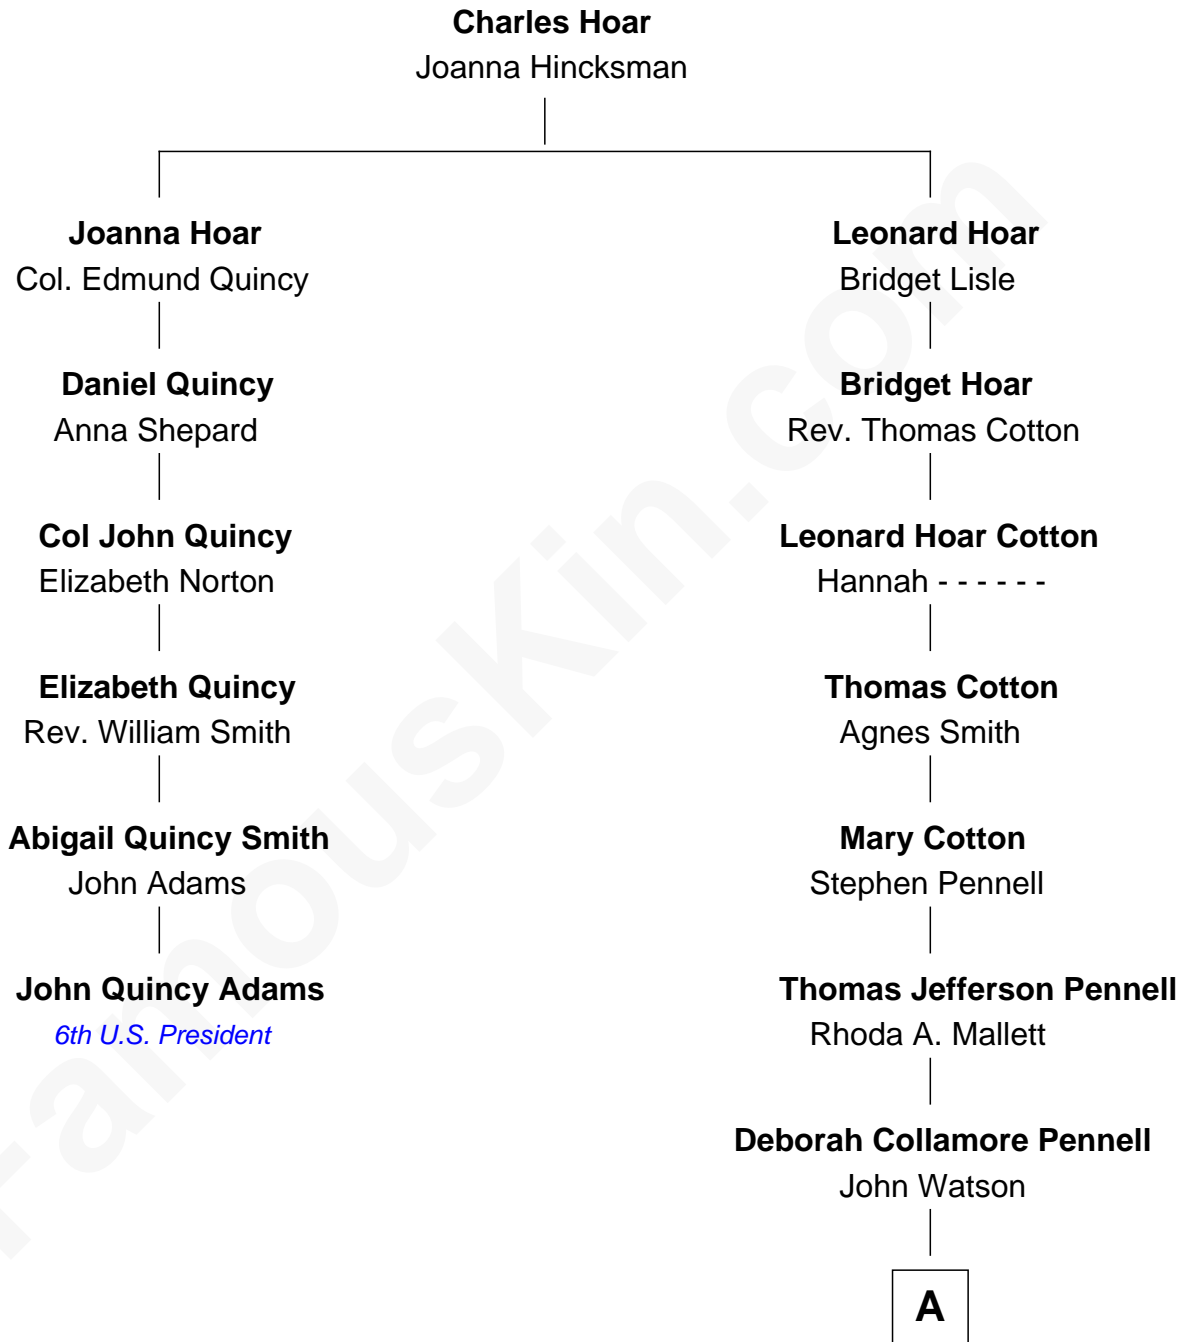 Charles Hoar
Joanna Hincksman
Joanna Hoar
Col. Edmund Quincy
Leonard Hoar
Bridget Lisle
Daniel Quincy
Anna Shepard
Bridget Hoar
Rev. Thomas Cotton
Col John Quincy
Elizabeth Norton
Leonard Hoar Cotton
Hannah - - - - - -
Elizabeth Quincy
Rev. William Smith
Thomas Cotton
Agnes Smith
Abigail Quincy Smith
John Adams
Mary Cotton
Stephen Pennell
John Quincy Adams
6th U.S. President
Thomas Jefferson Pennell
Rhoda A. Mallett
Deborah Collamore Pennell
John Watson
A
FamousKin.com